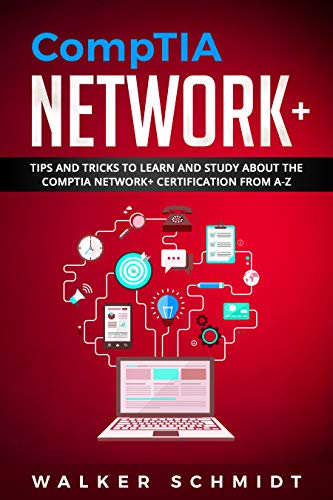 CompTIA
NETWORK+
TIPS AND TRICKS TO LEARN AND STUDY ABOUT THE
COMPTIA NETWORK+ CERTIFICATION FROM A-Z
WALKER SCHMIDT